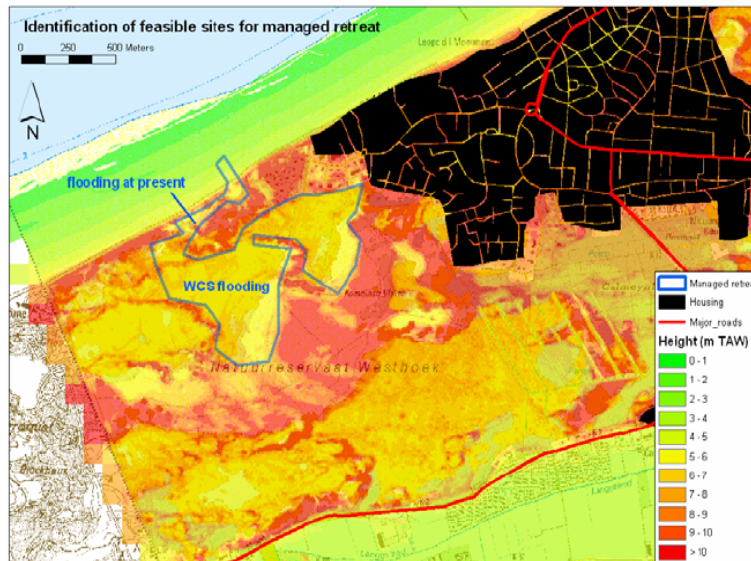 Identification of feasible sites for managed retreat
0 250 500 Meters
N
Leopold I Monument
flooding at present
WCS flooding
Natuurreservaat Westhoek
Managed retre
Housing
Major_roads
Height (m TAW)
0 - 1
1 - 2
2 - 3
3 - 4
4 - 5
5 - 6
6 - 7
7 - 8
8 - 9
9 - 10
> 10